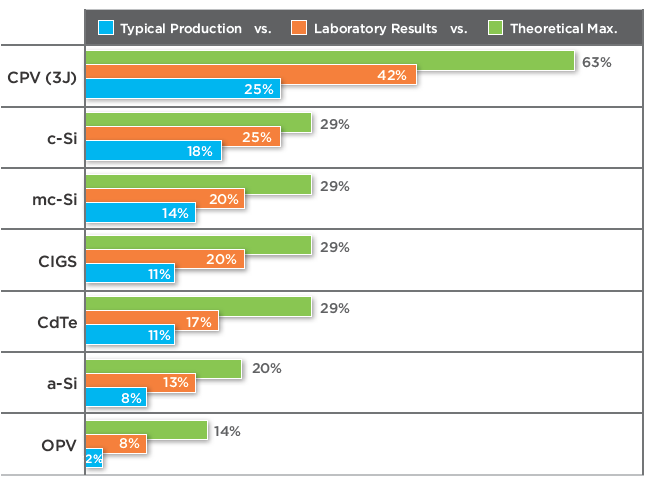 Typical Production vs. Laboratory Results vs. Theoretical Max.
CPV (3J)
63%
42%
25%
c-Si
29%
25%
18%
mc-Si
29%
20%
14%
CIGS
29%
20%
11%
CdTe
29%
17%
11%
a-Si
20%
13%
8%
OPV
14%
8%
2%